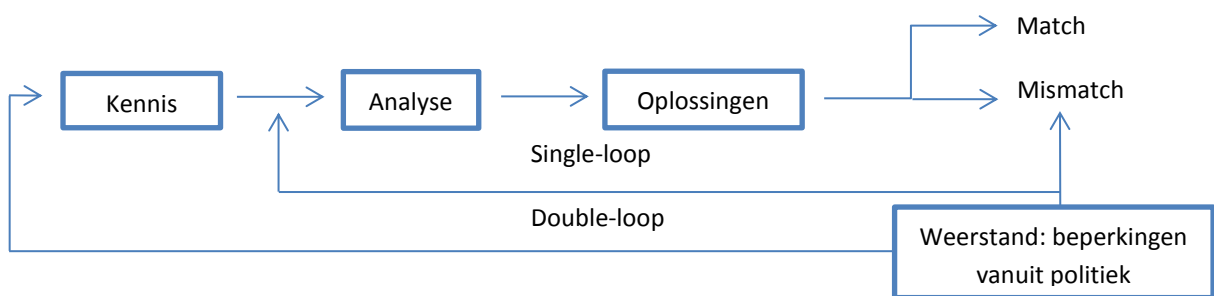 Match
Kennis
Analyse
Oplossingen
Mismatch
Single-loop
Double-loop
Weerstand: beperkingen
vanuit politiek